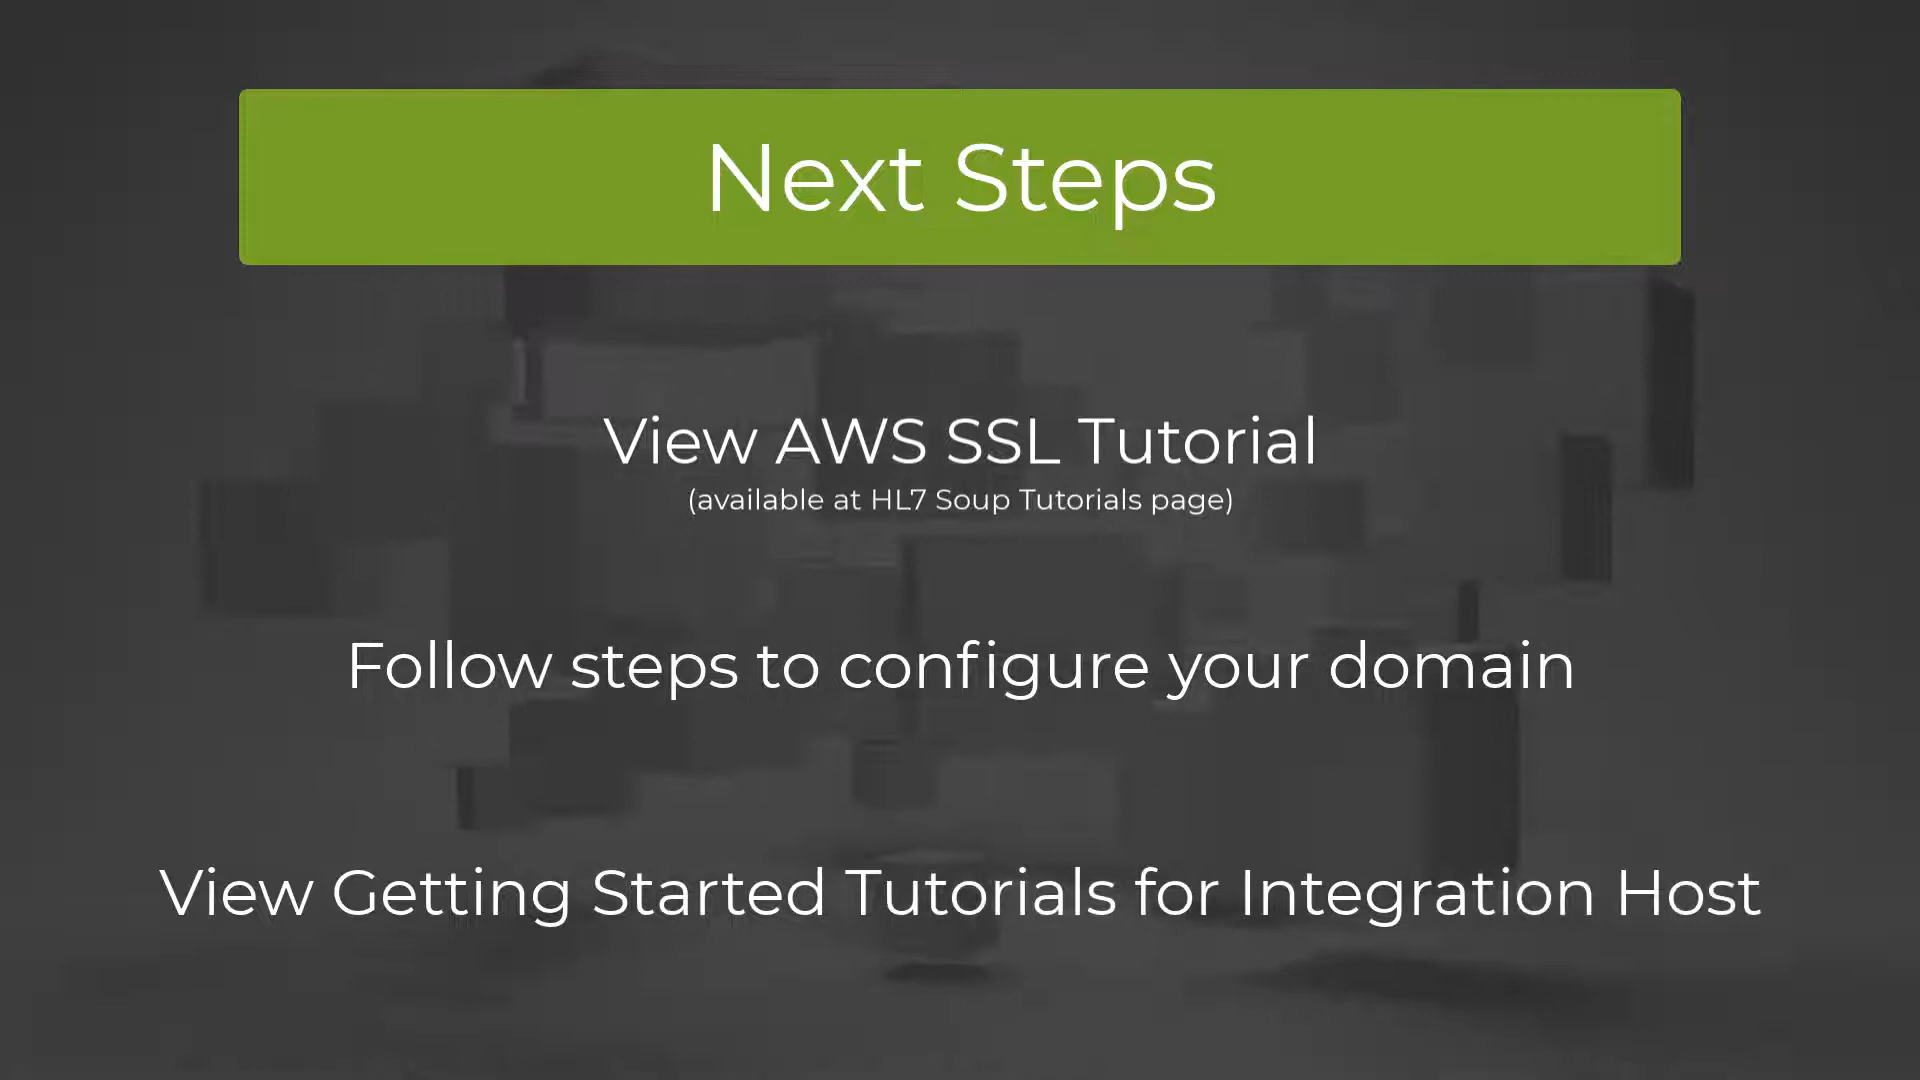 Next Steps
View AWS SSL Tutorial
(available at HL7 Soup Tutorials page)
Follow steps to configure your domain
View Getting Started Tutorials for Integration Host